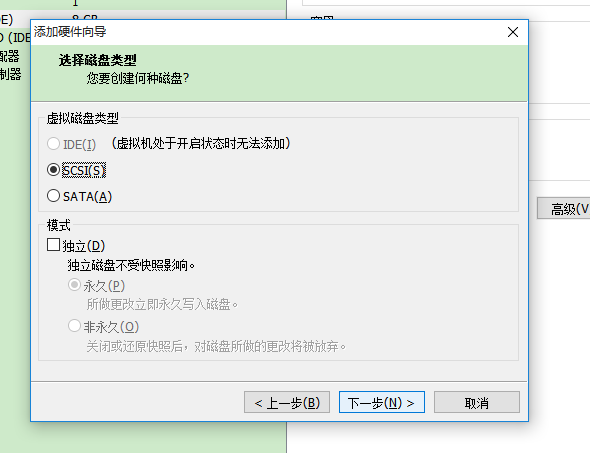 1
8 GB
(IDE
配器
制器
添加硬件向导
选择磁盘类型
您要创建何种磁盘?
虚拟磁盘类型
IDE(I) (虚拟机处于开启状态时无法添加)
SCSI(S)
SATA(A)
模式
独立(D)
独立磁盘不受快照影响。
永久(P)
所做更改立即永久写入磁盘。
非永久(O)
关闭或还原快照后，对磁盘所做的更改将被放弃。
< 上一步(B)
下一步(N) >
取消
高级(V